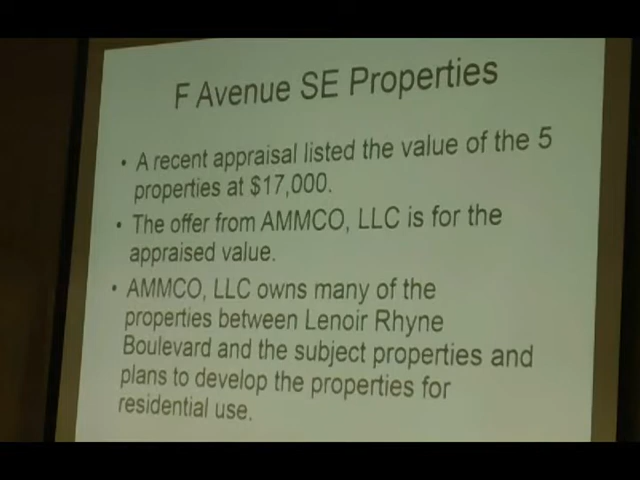 F Avenue SE Properties
• A recent appraisal listed the value of the 5
properties at $17,000.
• The offer from AMMCO, LLC is for the
appraised value.
• AMMCO, LLC owns many of the
properties between Lenoir Rhyne
Boulevard and the subject properties and
plans to develop the properties for
residential use.